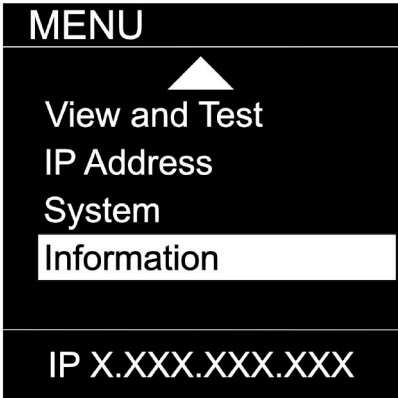 MENU
View and Test
IP Address
System
Information
IP X.XXX.XXX.XXX